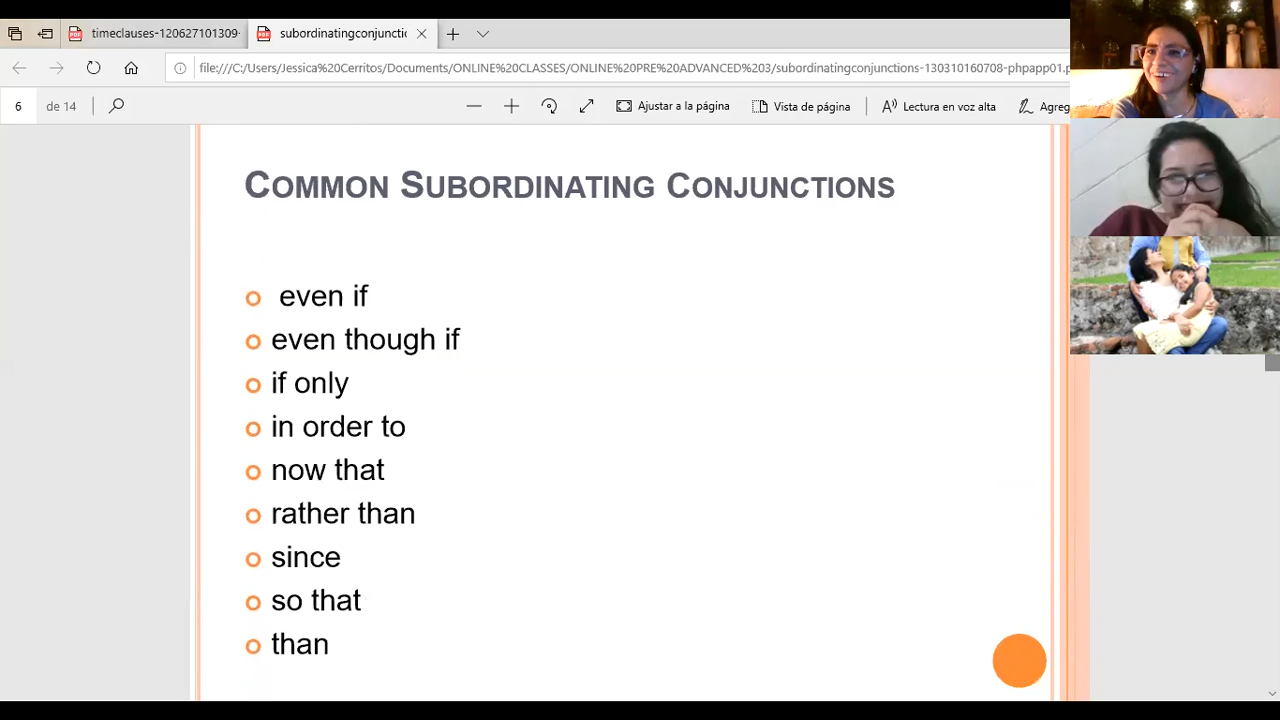 timeclauses-120627101309-
subordinatingconjunctic
file:///C:/Users/Jessica%20Cerritos/Documents/ONLINE%20CLASSES/ONLINE%20PRE%20ADVANCED%203/subordinatingconjunctions-130310160708-phpapp01.p
6 de 14 Ajustar a la página Vista de página Lectura en voz alta Agreg
COMMON SUBORDINATING CONJUNCTIONS
even if
even though if
if only
in order to
now that
rather than
since
so that
than